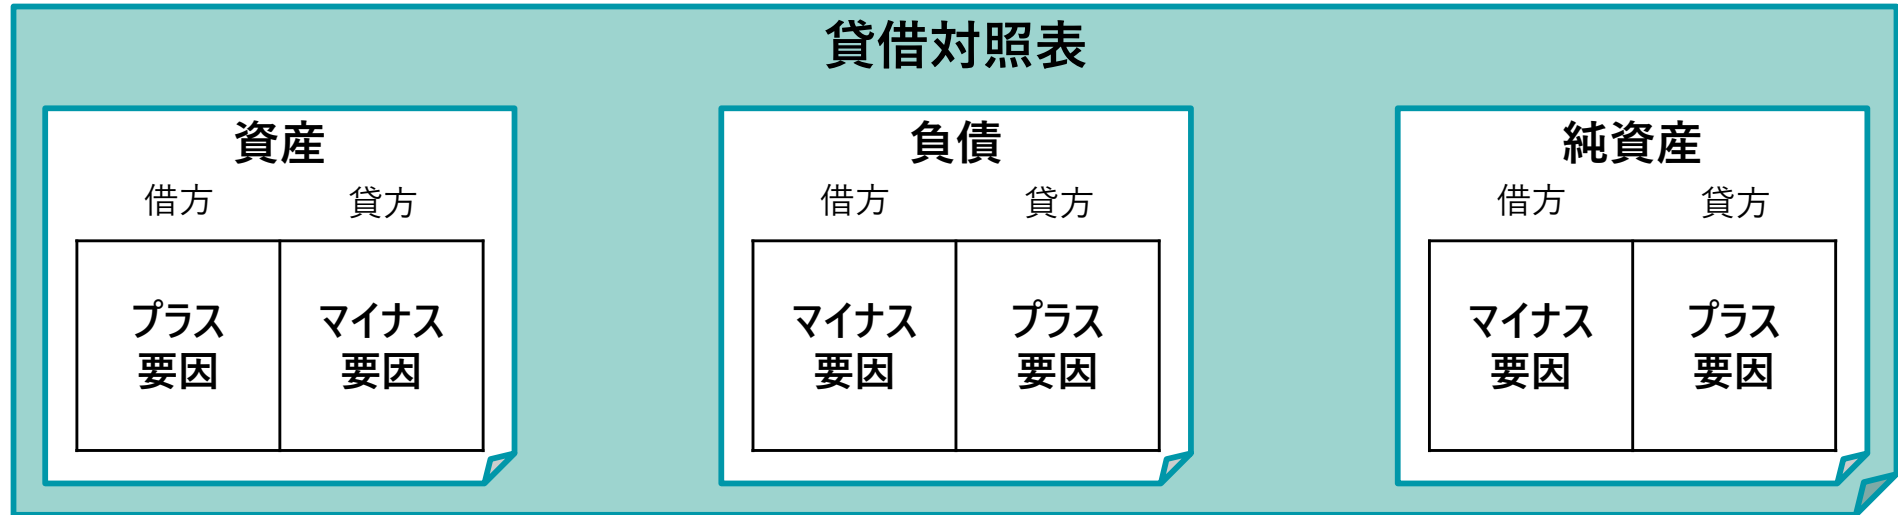 貸借対照表
資産
借方 貸方
プラス
要因
マイナス
要因
負債
借方 貸方
マイナス
要因
プラス
要因
純資産
借方 貸方
マイナス
要因
プラス
要因